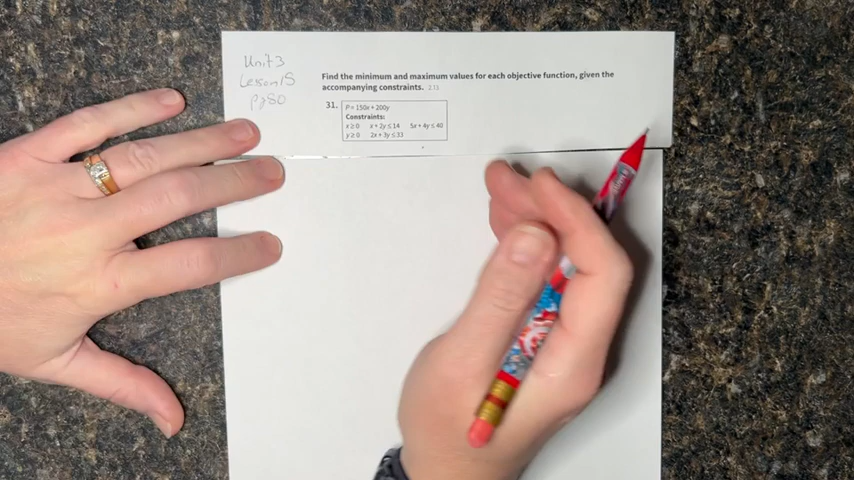 Unit 3
Lesson 15
Pg 80
Find the minimum and maximum values for each objective function, given the
accompanying constraints.
31. P = 150x + 200y
Constraints:
x ≥ 0 x + 2y ≤ 14 5x + 4y ≤ 40
y ≥ 0 2x + 3y ≤ 33